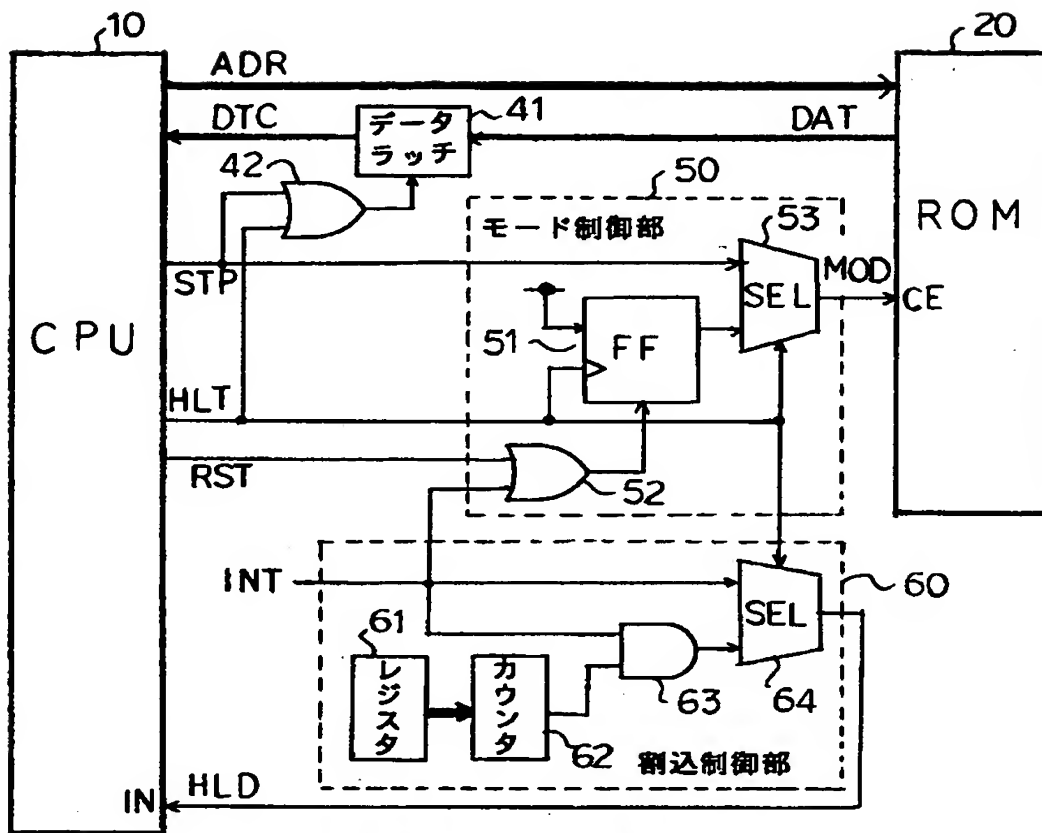 10
20
ADR
DTC
データ
ラッチ
41
DAT
42
50
モード制御部
53
ROM
STP
SEL
MOD
CE
CPU
51
FF
HLT
RST
52
INT
SEL
60
61
レジスタ
カウンタ
62
63
64
割込制御部
IN
HLD